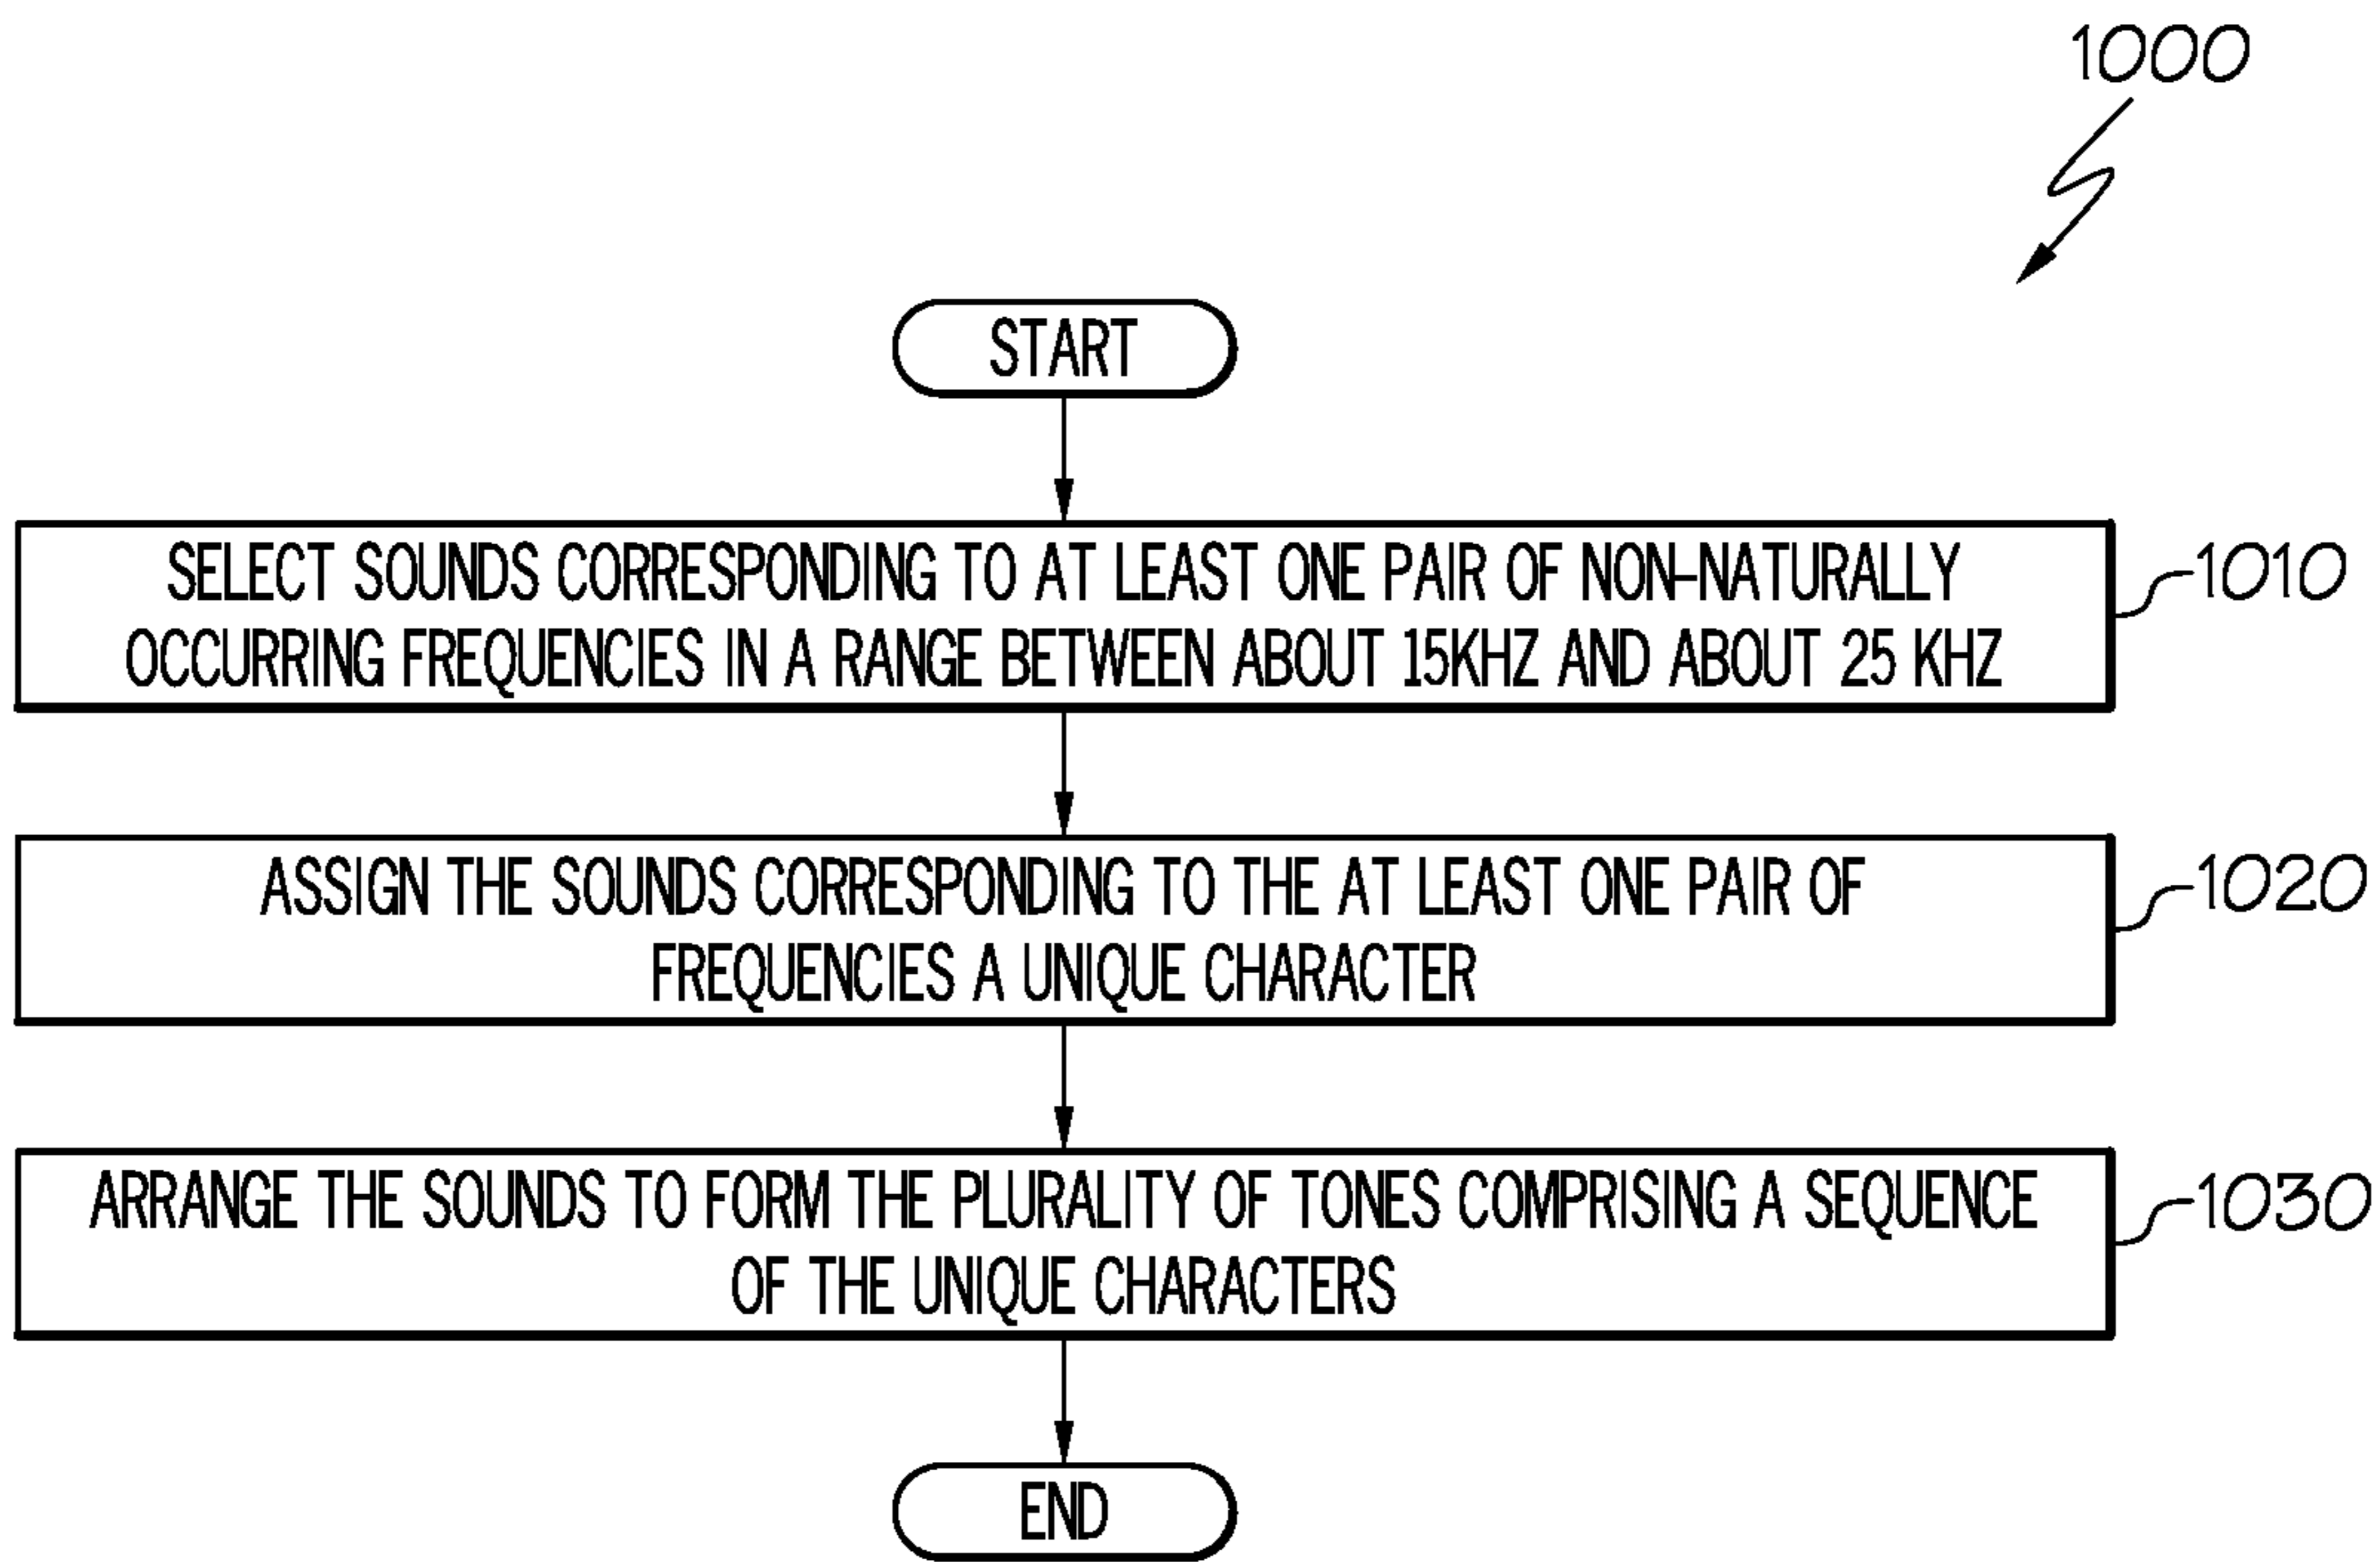 1000
START
SELECT SOUNDS CORRESPONDING TO AT LEAST ONE PAIR OF NON-NATURALLY
OCCURRING FREQUENCIES IN A RANGE BETWEEN ABOUT 15KHZ AND ABOUT 25 KHZ
1010
ASSIGN THE SOUNDS CORRESPONDING TO THE AT LEAST ONE PAIR OF
FREQUENCIES A UNIQUE CHARACTER
1020
ARRANGE THE SOUNDS TO FORM THE PLURALITY OF TONES COMPRISING A SEQUENCE
OF THE UNIQUE CHARACTERS
1030
END